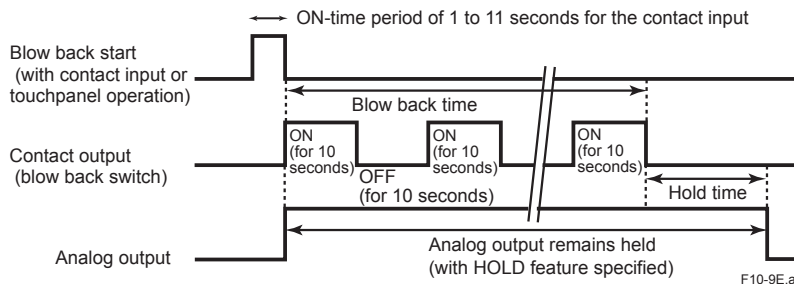 ON-time period of 1 to 11 seconds for the contact input
Blow back start
(with contact input or
touchpanel operation)
Blow back time
Contact output
(blow back switch)
ON
(for 10
seconds)
OFF
(for 10 seconds)
ON
(for 10
seconds)
ON
(for 10
seconds)
Hold time
Analog output
Analog output remains held
(with HOLD feature specified)
F10-9E.a